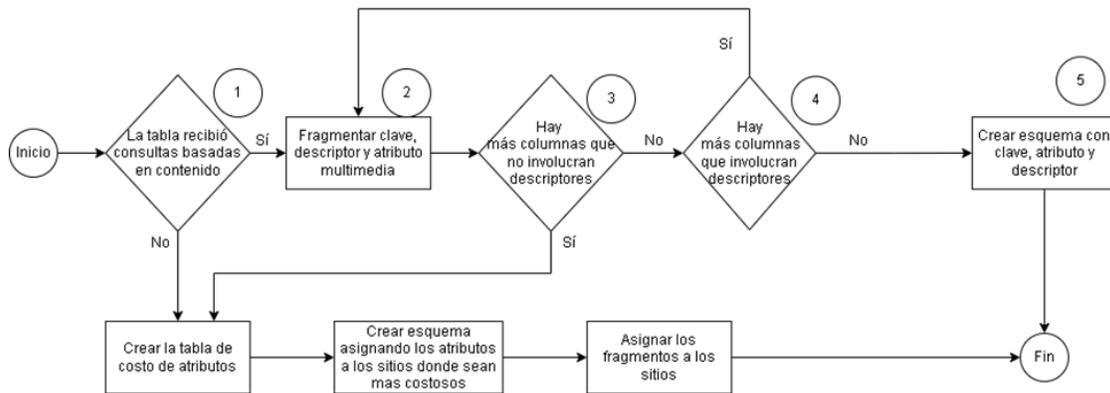 Sí
1
2
3
4
5
Inicio
La tabla recibió
consultas basadas
en contenido
Sí
Fragmentar clave,
descriptor y atributo
multimedia
Hay
más columnas que
no involucran
descriptores
No
Hay
más columnas
que involucran
descriptores
No
Crear esquema con
clave, atributo y
descriptor
No
Sí
Crear la tabla de
costo de atributos
Crear esquema
asignando los atributos
a los sitios donde sean
mas costosos
Asignar los
fragmentos a los
sitios
Fin